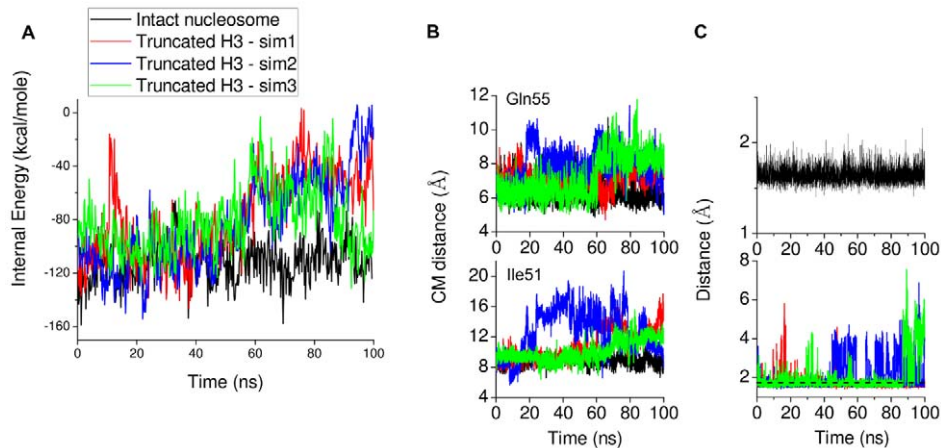 A
Intact nucleosome
Truncated H3 - sim1
Truncated H3 - sim2
Truncated H3 - sim3
Internal Energy (kcal/mole)
0
-40
-80
-120
-160
0 20 40 60 80 100
Time (ns)
B
CM distance (Å)
Gln55
12
10
8
6
4
0 20 40 60 80 100
Ile51
20
16
12
8
4
0 20 40 60 80 100
Time (ns)
C
Distance (Å)
2
1
0 20 40 60 80 100
8
6
4
2
0 20 40 60 80 100
Time (ns)